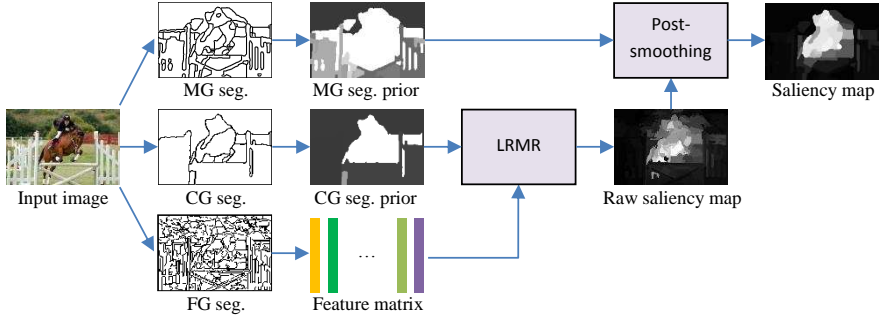 MG seg.
MG seg. prior
Post-
smoothing
Saliency map
Input image
CG seg.
CG seg. prior
LRMR
Raw saliency map
FG seg.
...
Feature matrix